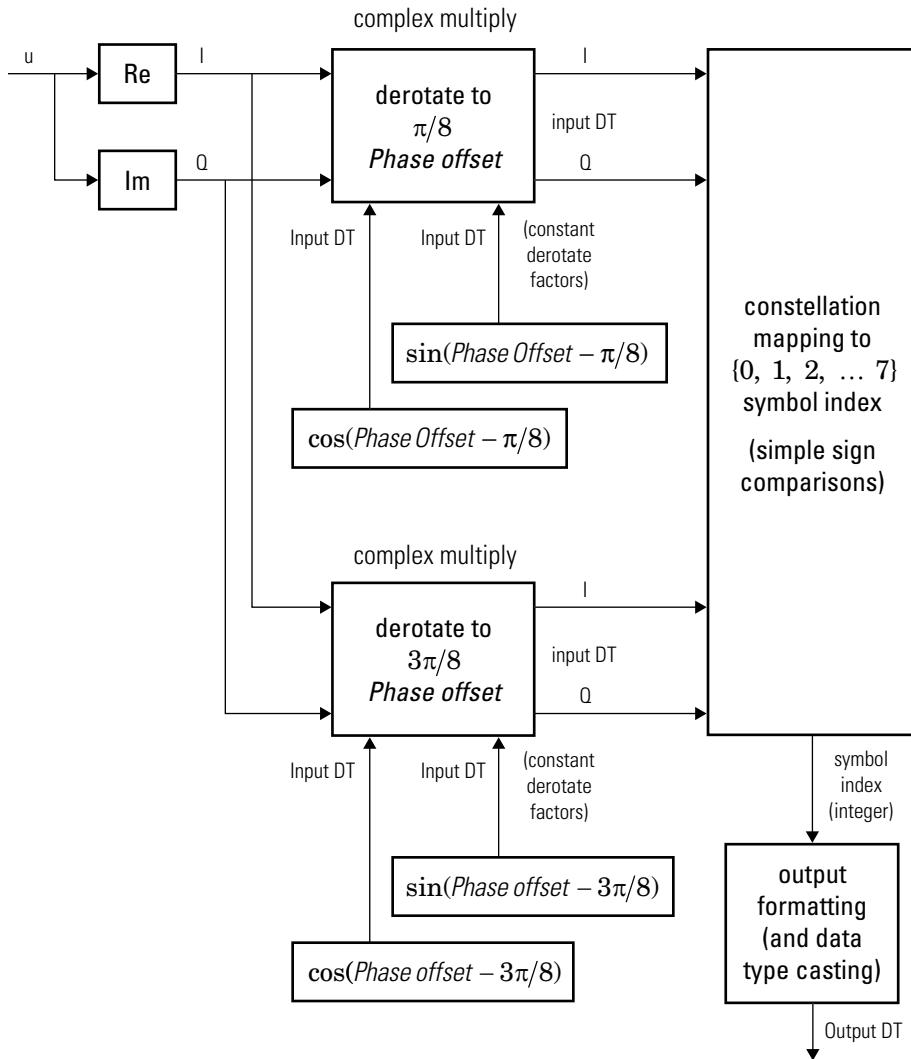 complex multiply
u
Re
I
derotate to
π/8
Phase offset
I
input DT
Q
Im
Q
Input DT
Input DT
(constant
derotate
factors)
sin(Phase Offset − π/8)
cos(Phase Offset − π/8)
constellation
mapping to
{0, 1, 2, … 7}
symbol index
(simple sign
comparisons)
complex multiply
derotate to
3π/8
Phase offset
I
input DT
Q
Input DT
Input DT
(constant
derotate
factors)
sin(Phase offset − 3π/8)
cos(Phase offset − 3π/8)
symbol
index
(integer)
output
formatting
(and data
type casting)
Output DT